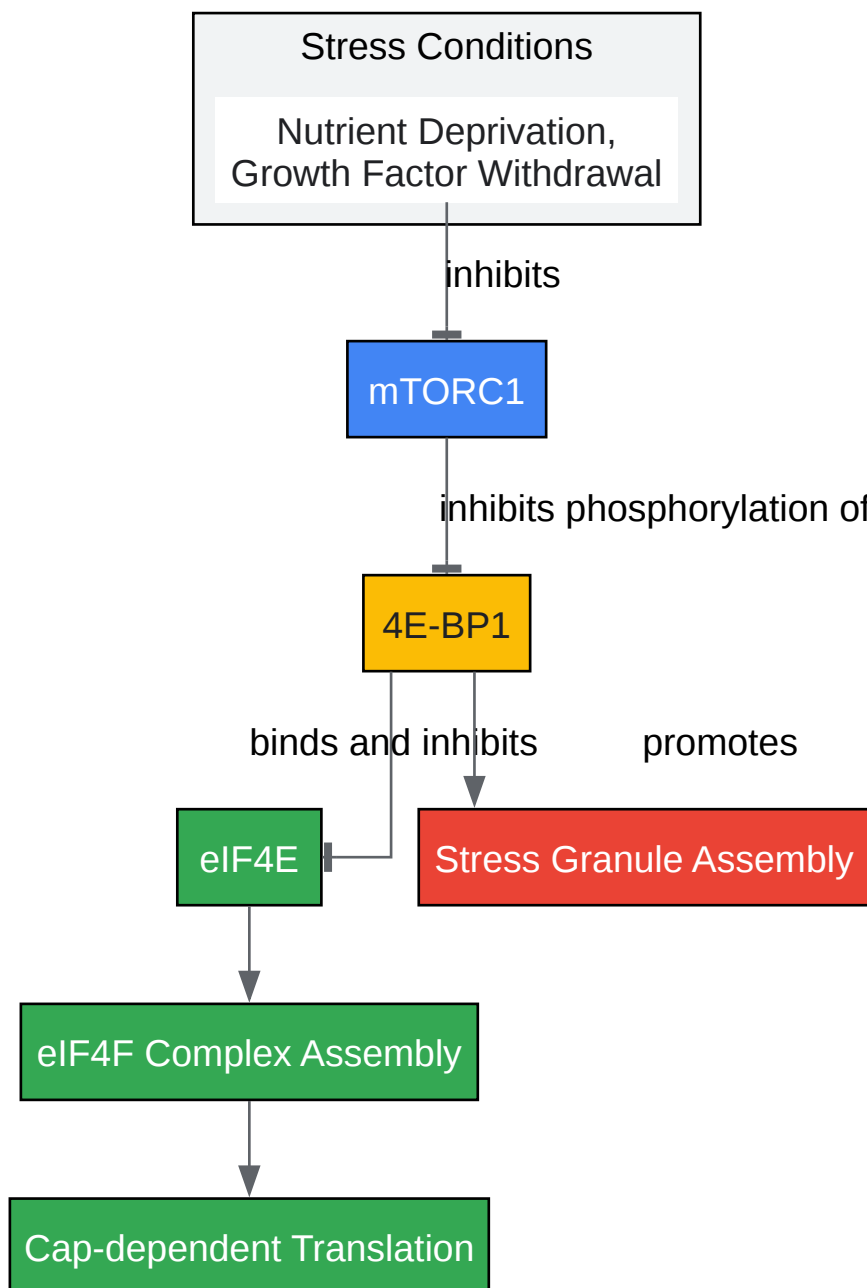 Stress Conditions
Nutrient Deprivation,
Growth Factor Withdrawal
inhibits
mTORC1
inhibits phosphorylation of
4E-BP1
binds and inhibits
promotes
eIF4E
Stress Granule Assembly
eIF4F Complex Assembly
Cap-dependent Translation